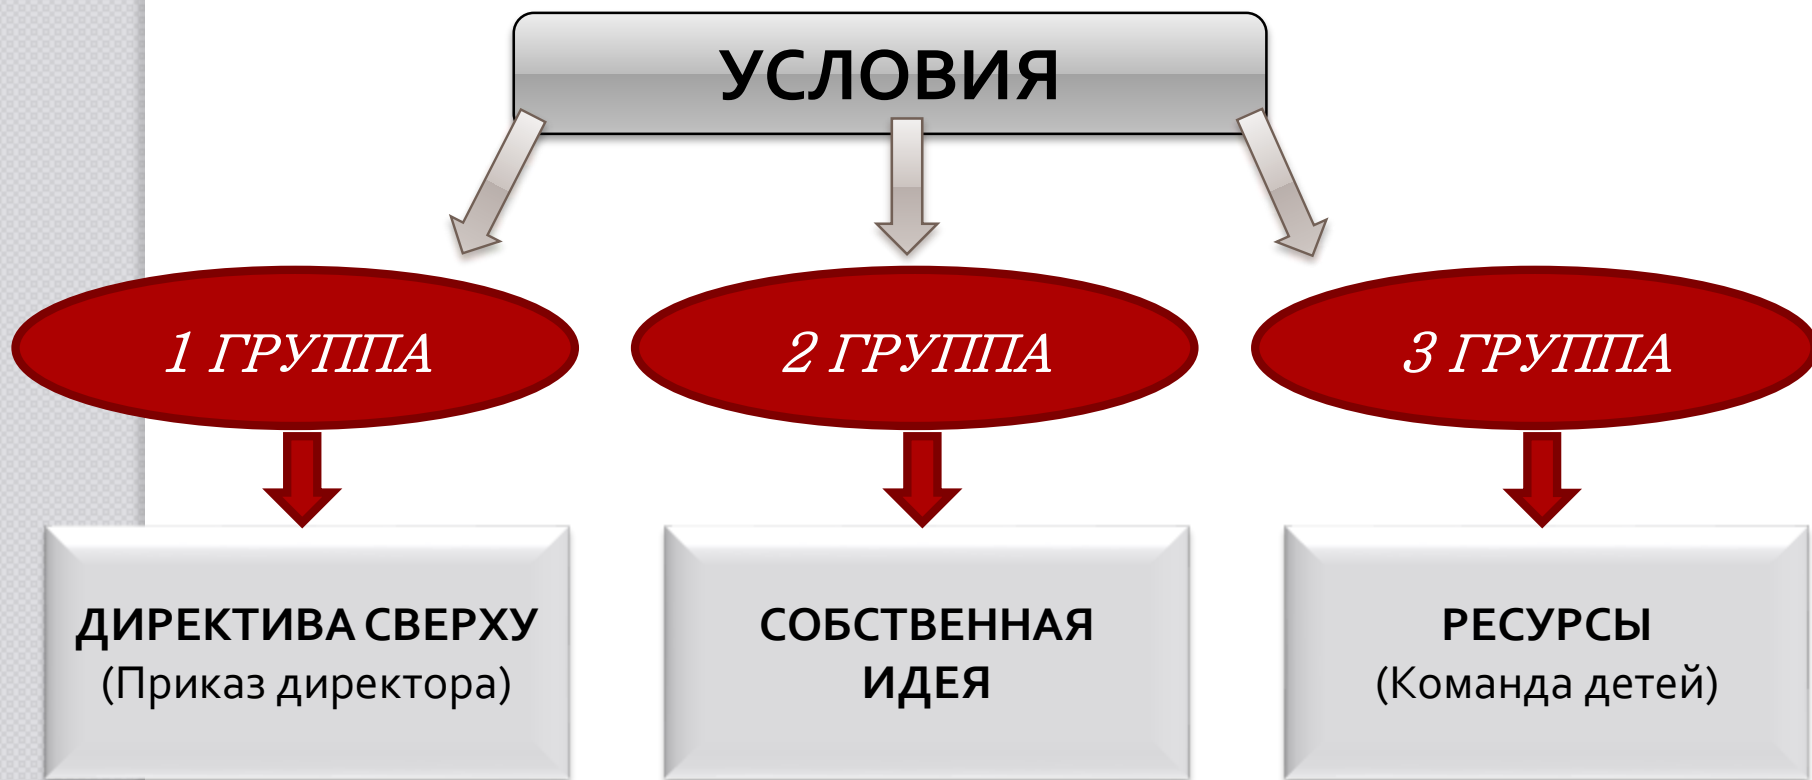 УСЛОВИЯ
1 ГРУППА
2 ГРУППА
3 ГРУППА
ДИРЕКТИВА СВЕРХУ
(Приказ директора)
СОБСТВЕННАЯ
ИДЕЯ
РЕСУРСЫ
(Команда детей)